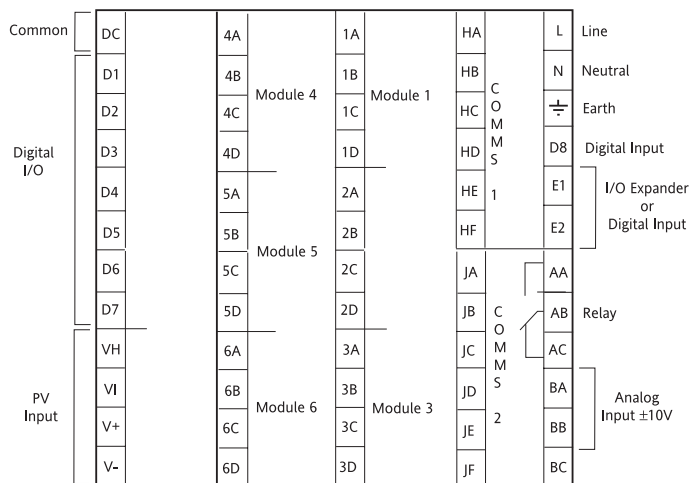 Common DC 4A 1A HA L Line
D1 4B 1B HB N Neutral
Module 4 Module 1
D2 4C 1C HC Earth
D3 4D 1D HD D8 Digital Input
Digital
I/O
D4 5A 2A HE E1
I/O Expander
or
Digital Input
D5 5B 2B HF E2
COMMS 1
Module 5
D6 5C 2C JA AA
D7 5D 2D JB AB Relay
VH 6A 3A JC AC
VI 6B 3B JD BA
PV
Input
Module 6 Module 3
Analog
Input ±10V
V+ 6C 3C JE BB
COMMS 2
V- 6D 3D JF BC